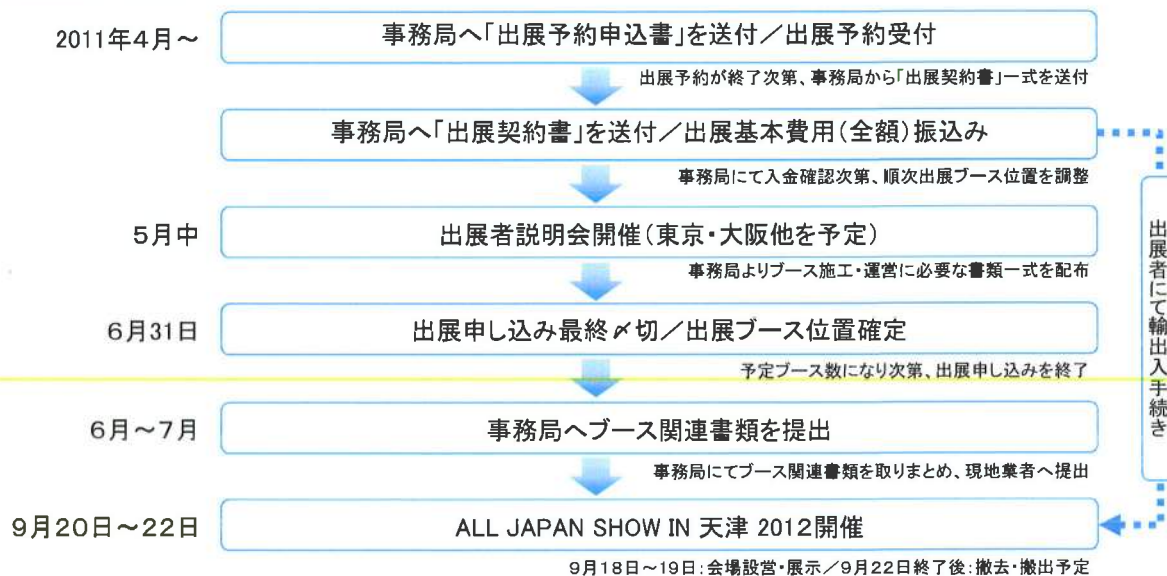 2011年4月～
事務局へ「出展予約申込書」を送付／出展予約受付
出展予約が終了次第、事務局から「出展契約書」一式を送付
事務局へ「出展契約書」を送付／出展基本費用(全額)振込み
事務局にて入金確認次第、順次出展ブース位置を調整
5月中
出展者説明会開催(東京・大阪他を予定)
事務局よりブース施工・運営に必要な書類一式を配布
6月31日
出展申し込み最終〆切／出展ブース位置確定
予定ブース数になり次第、出展申し込みを終了
6月～7月
事務局へブース関連書類を提出
事務局にてブース関連書類を取りまとめ、現地業者へ提出
9月20日～22日
ALL JAPAN SHOW IN 天津 2012開催
9月18日～19日:会場設営・展示／9月22日終了後:撤去・搬出予定
出展者にて輸出入手続き